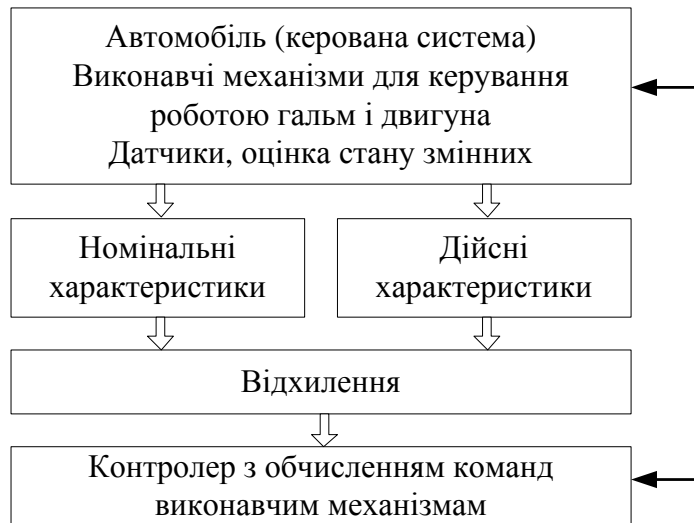 Автомобіль (керована система)
Виконавчі механізми для керування
роботою гальм і двигуна
Датчики, оцінка стану змінних
Номінальні
характеристики
Дійсні
характеристики
Відхилення
Контролер з обчисленням команд
виконавчим механізмам